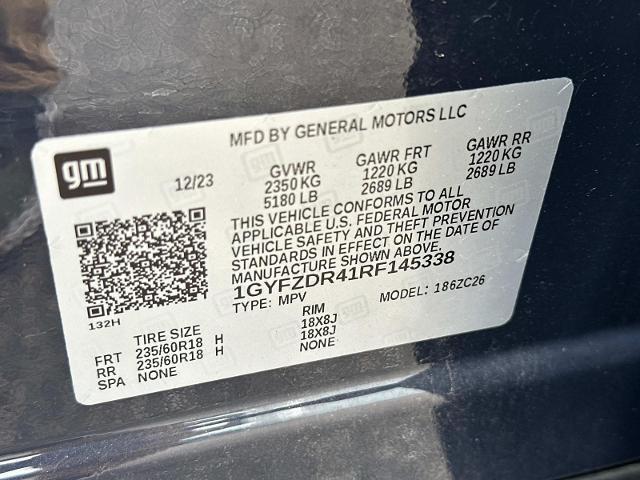 MFD BY GENERAL MOTORS LLC
gm
12/23
GVWR
2350 KG
5180 LB
GAWR FRT
1220 KG
2689 LB
GAWR RR
1220 KG
2689 LB
THIS VEHICLE CONFORMS TO ALL
APPLICABLE U.S. FEDERAL MOTOR
VEHICLE SAFETY AND THEFT PREVENTION
STANDARDS IN EFFECT ON THE DATE OF
MANUFACTURE SHOWN ABOVE.
1GYFZDR41RF145338
TYPE: MPV
MODEL: 186ZC26
132H
TIRE SIZE
RIM
FRT 235/60R18 H 18X8J
RR 235/60R18 H 18X8J
SPA NONE NONE